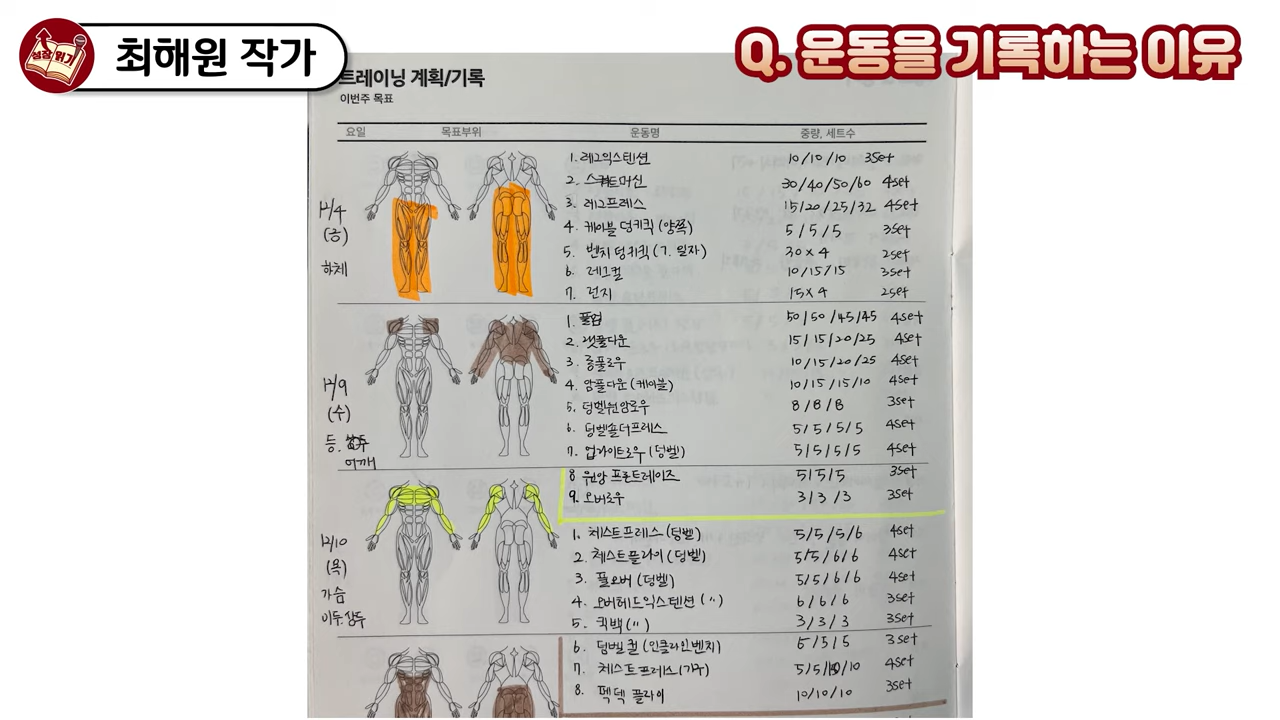 성장 읽기
최해원 작가
Q. 운동을 기록하는 이유
트레이닝 계획/기록
이번주 목표
요일 목표부위 운동명 중량, 세트수
12/4
(금)
하체
1. 레그익스텐션 10/10/10 3set
2. 스쿼트머신 30/40/50/60 4set
3. 레그프레스 15/20/25/32 4set
4. 케이블 덩키킥 (양쪽) 5/5/5 3set
5. 벤치 덩키킥 (ㄱ. 일자) 30×4 2set
6. 레그컬 10/15/15 3set
7. 런지 15×4 2set
12/9
(수)
등.
어깨
1. 풀업 50/50/45/45 4set
2. 랫풀다운 15/15/20/25 4set
3. 롱풀로우 10/15/20/25 4set
4. 암풀다운 (케이블) 10/15/15/10 4set
5. 덤벨원암로우 8/8/8 3set
6. 덤벨숄더프레스 5/5/5/5 4set
7. 업라이트로우 (덤벨) 5/5/5/5 4set
8 원암 프론트레이즈 5/5/5 3set
9. 오버로우 3/3/3 3set
12/10
(목)
가슴
이두.삼두
1. 체스트프레스 (덤벨) 5/5/5/6 4set
2. 체스트플라이 (덤벨) 5/5/6/6 4set
3. 풀오버 (덤벨) 5/5/6/6 4set
4. 오버헤드익스텐션 (〃) 6/6/6 3set
5. 킥백 (〃) 3/3/3 3set
6. 덤벨컬 (인클라인벤치) 5/5/5 3set
7. 체스트프레스 (기구) 5/5/10/10 4set
8. 펙덱 플라이 10/10/10 3set